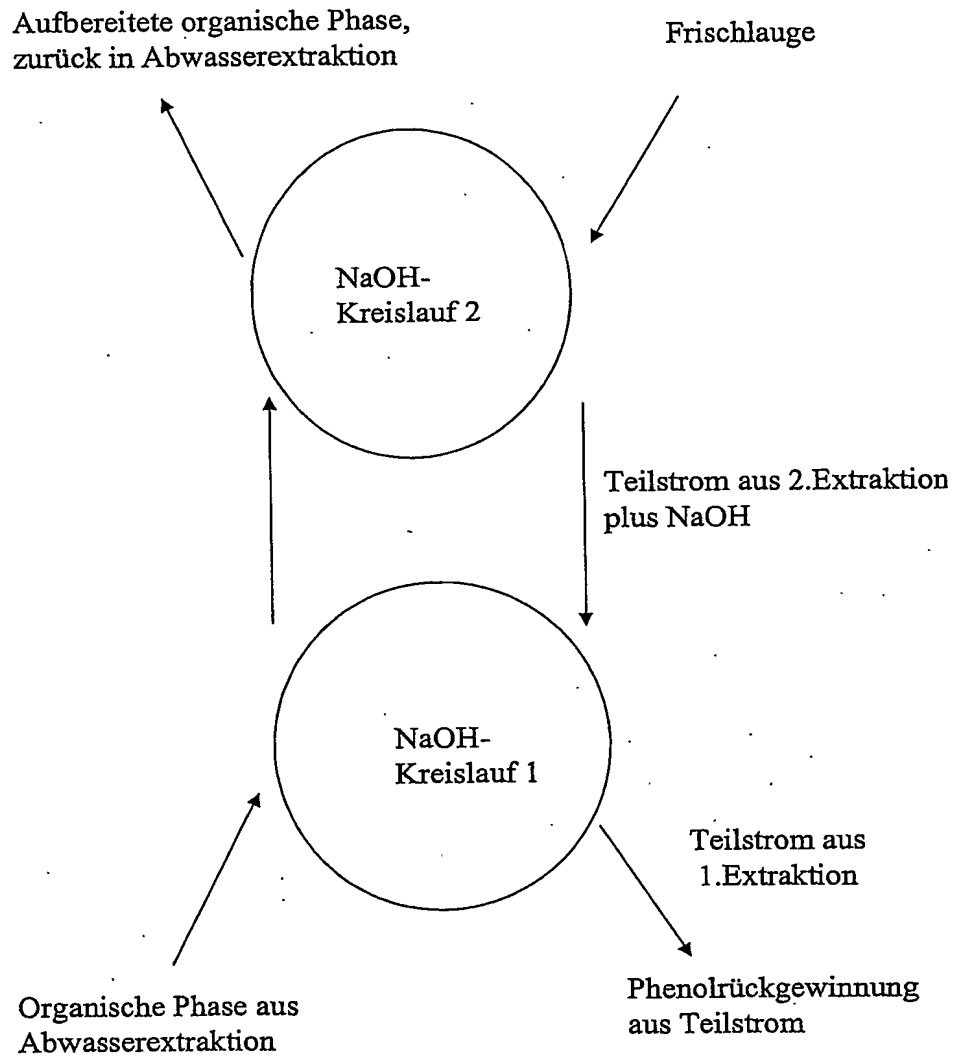 Aufbereitete organische Phase,
zurück in Abwasserextraktion
Frischlauge
NaOH-
Kreislauf 2
Teilstrom aus 2.Extraktion
plus NaOH
NaOH-
Kreislauf 1
Teilstrom aus
1.Extraktion
Organische Phase aus
Abwasserextraktion
Phenolrückgewinnung
aus Teilstrom